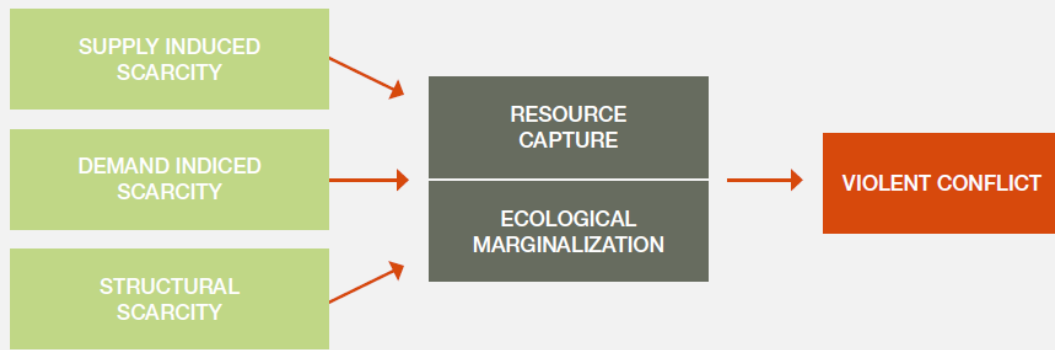 SUPPLY INDUCED
SCARCITY
DEMAND INDICED
SCARCITY
STRUCTURAL
SCARCITY
RESOURCE
CAPTURE
ECOLOGICAL
MARGINALIZATION
VIOLENT CONFLICT